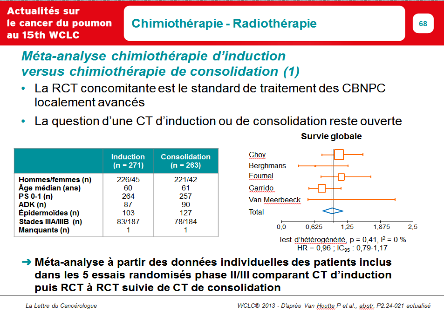 Actualités sur
le cancer du poumon
au 15th WCLC
Chimiothérapie - Radiothérapie
68
Méta-analyse chimiothérapie d'induction
versus chimiothérapie de consolidation (1)
• La RCT concomitante est le standard de traitement des CBNPC
localement avancés
• La question d'une CT d'induction ou de consolidation reste ouverte
Induction Consolidation
(n = 271) (n = 263)
Hommes/femmes (n) 226/45 221/42
Âge médian (ans) 60 61
PS 0-1 (n) 264 257
ADK (n) 87 90
Épidermoïdes (n) 103 127
Stades IIIA/IIIB (n) 83/187 78/184
Manquante (n) 1 1
Survie globale
Choy
Berghmans
Fournel
Garrido
Van Meerbeeck
Total
0,0 0,625 1,25 1,875 2,5
Test d'hétérogénéité, p = 0,41, I² = 0 %
HR = 0,96 ; IC95 : 0,79-1,17
➔ Méta-analyse à partir des données individuelles des patients inclus
dans les 5 essais randomisés phase II/III comparant CT d'induction
puis RCT à RCT suivie de CT de consolidation
La Lettre du Cancérologue
WCLC® 2013 - D'après Van Houtte P et al., abstr. P2.24-021 actualisé